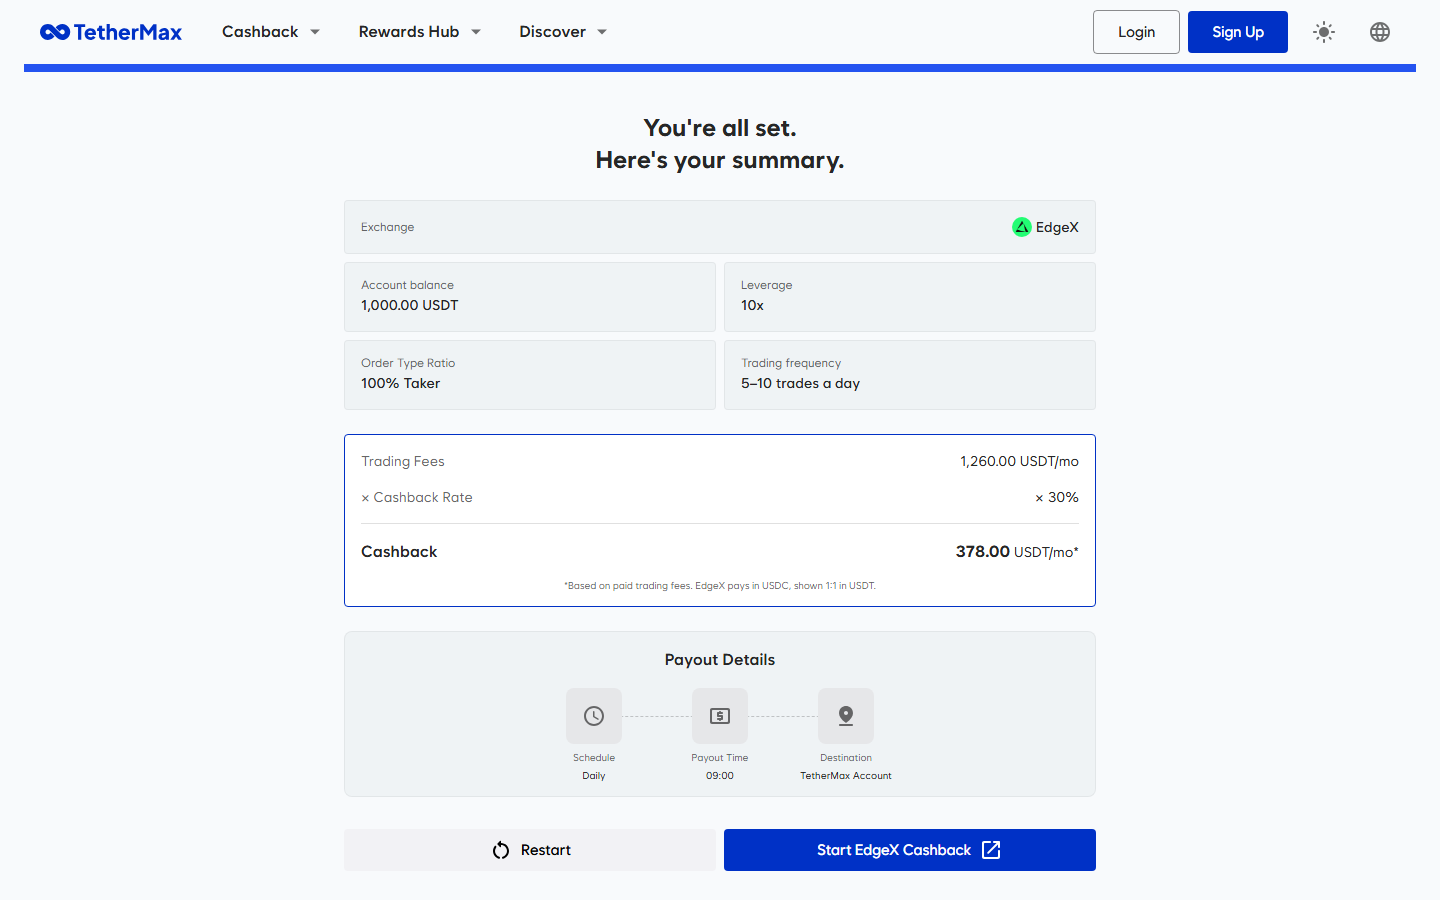 TetherMax
Cashback
Rewards Hub
Discover
Login
Sign Up
You're all set.
Here's your summary.
Exchange
EdgeX
Account balance
1,000.00 USDT
Leverage
10x
Order Type Ratio
100% Taker
Trading frequency
5–10 trades a day
Trading Fees
1,260.00 USDT/mo
× Cashback Rate
× 30%
Cashback
378.00 USDT/mo*
*Based on paid trading fees. EdgeX pays in USDC, shown 1:1 in USDT.
Payout Details
Schedule
Daily
Payout Time
09:00
Destination
TetherMax Account
Restart
Start EdgeX Cashback